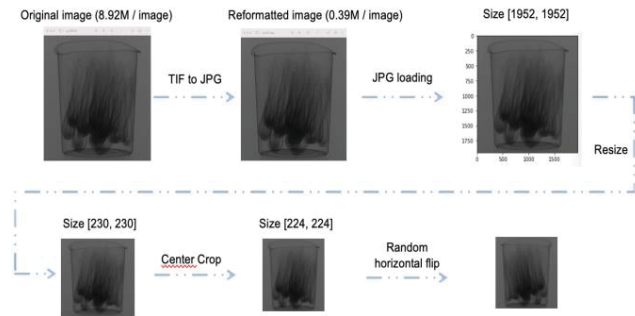 Original image (8.92M / image)
Reformatted image (0.39M / image)
Size [1952, 1952]
TIF to JPG
JPG loading
0
250
500
750
1000
1250
1500
1750
0
500
1000
1500
Resize
Size [230, 230]
Size [224, 224]
Center Crop
Random
horizontal flip